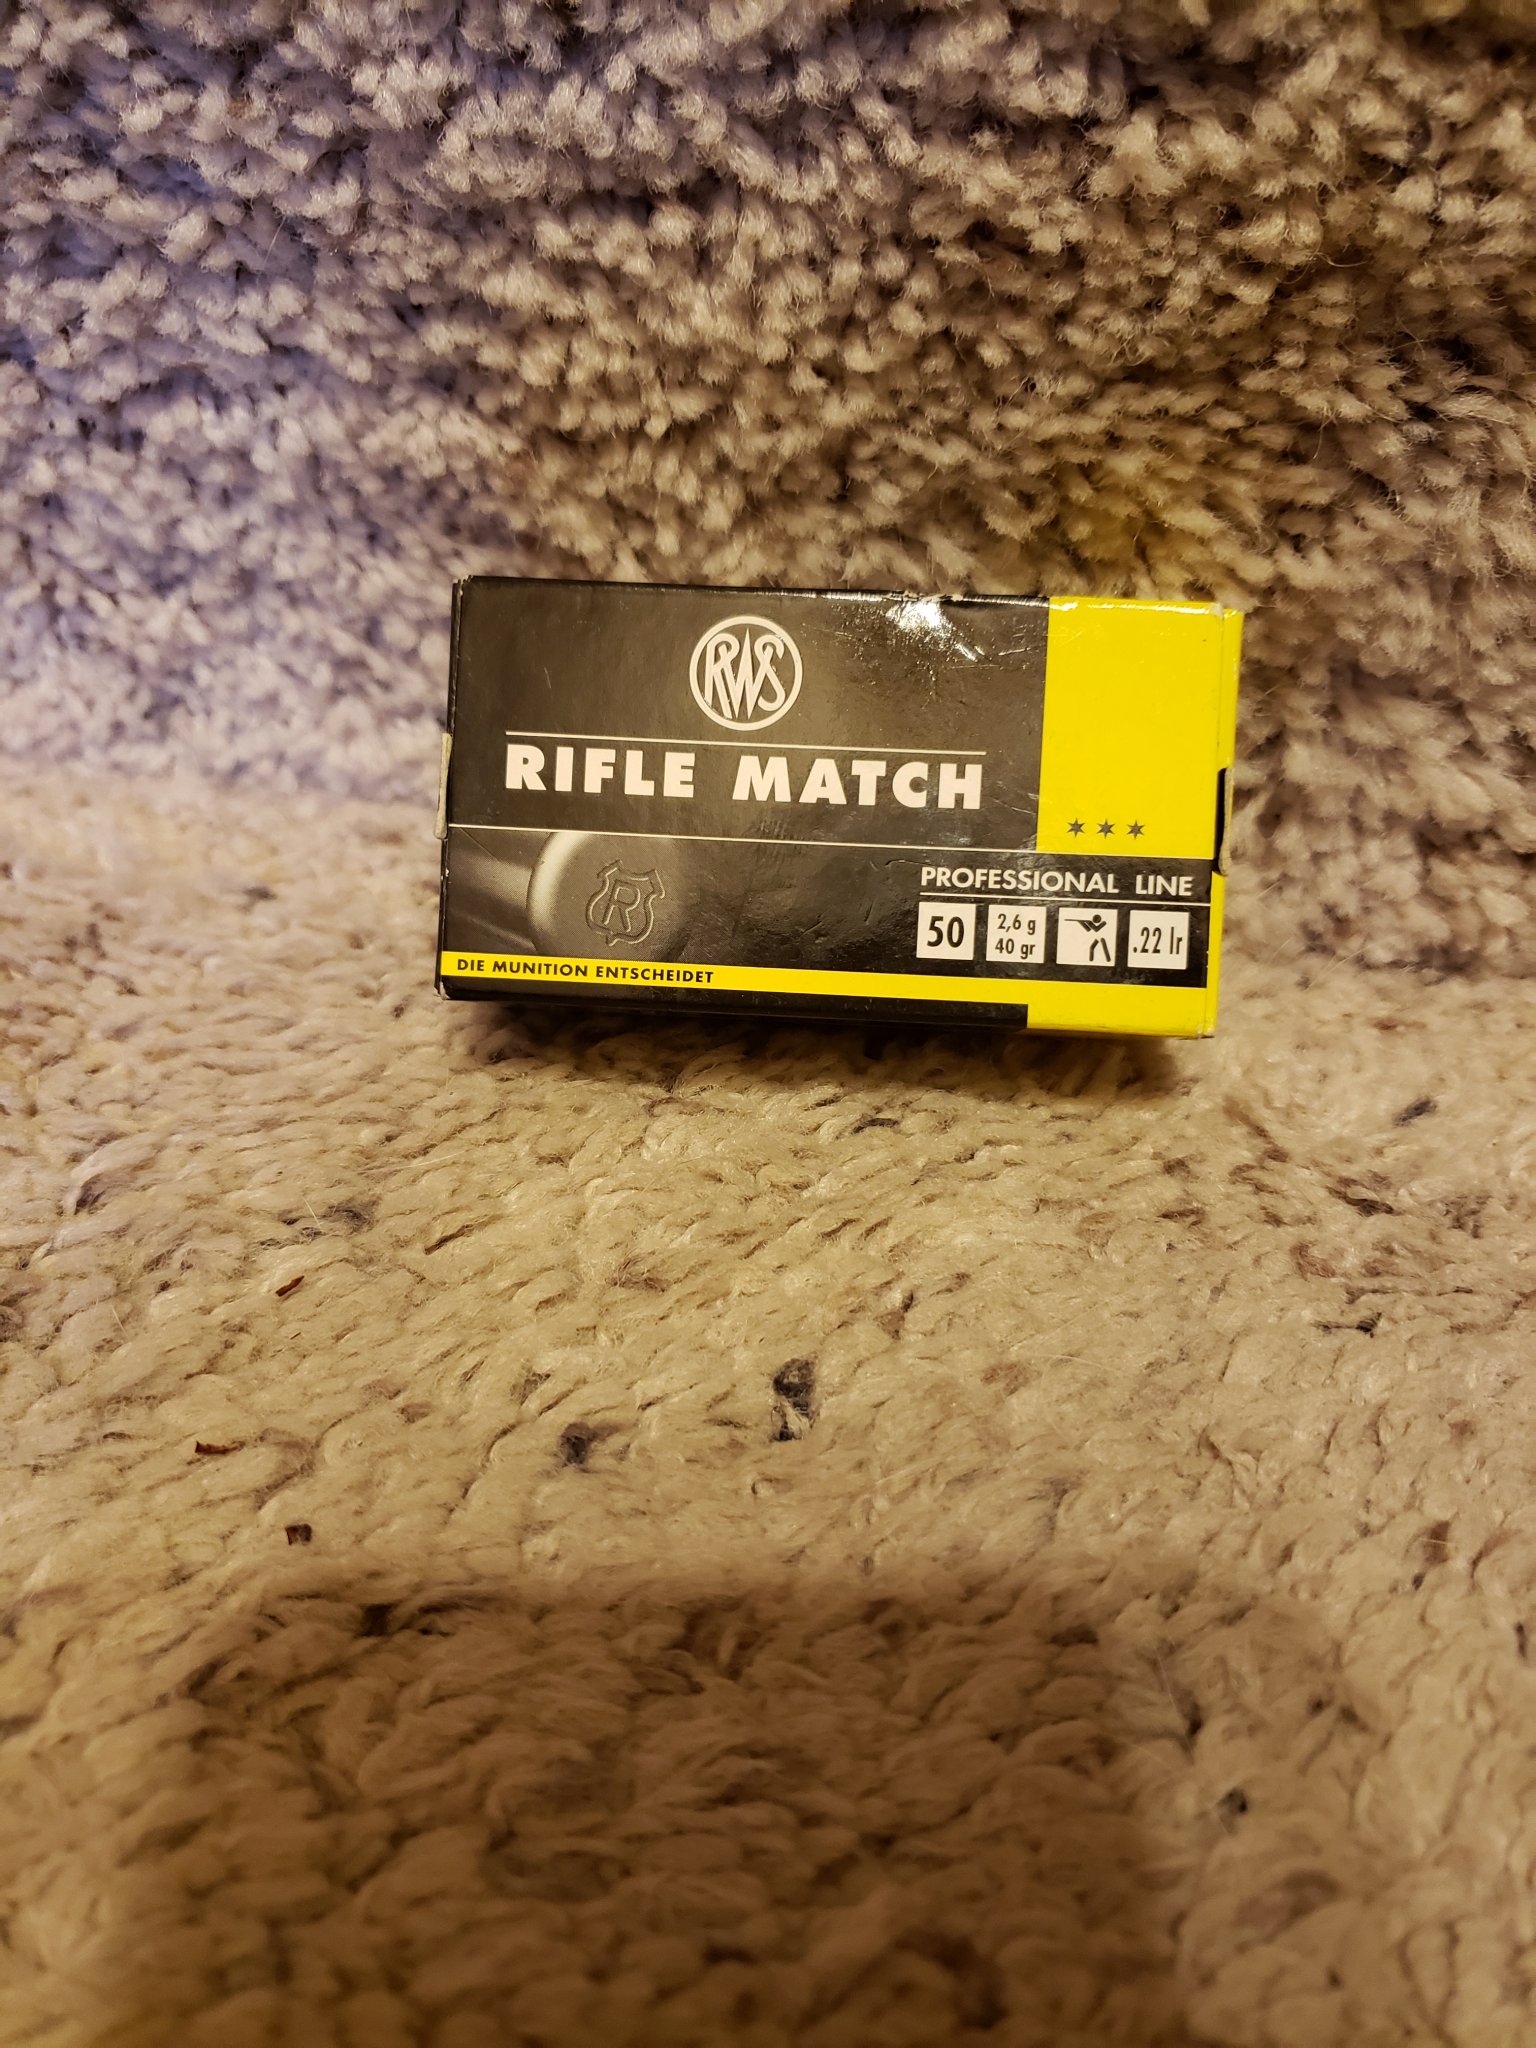 RWS
RIFLE MATCH
R
PROFESSIONAL LINE
50
2,6 g
40 gr
.22 lr
DIE MUNITION ENTSCHEIDET